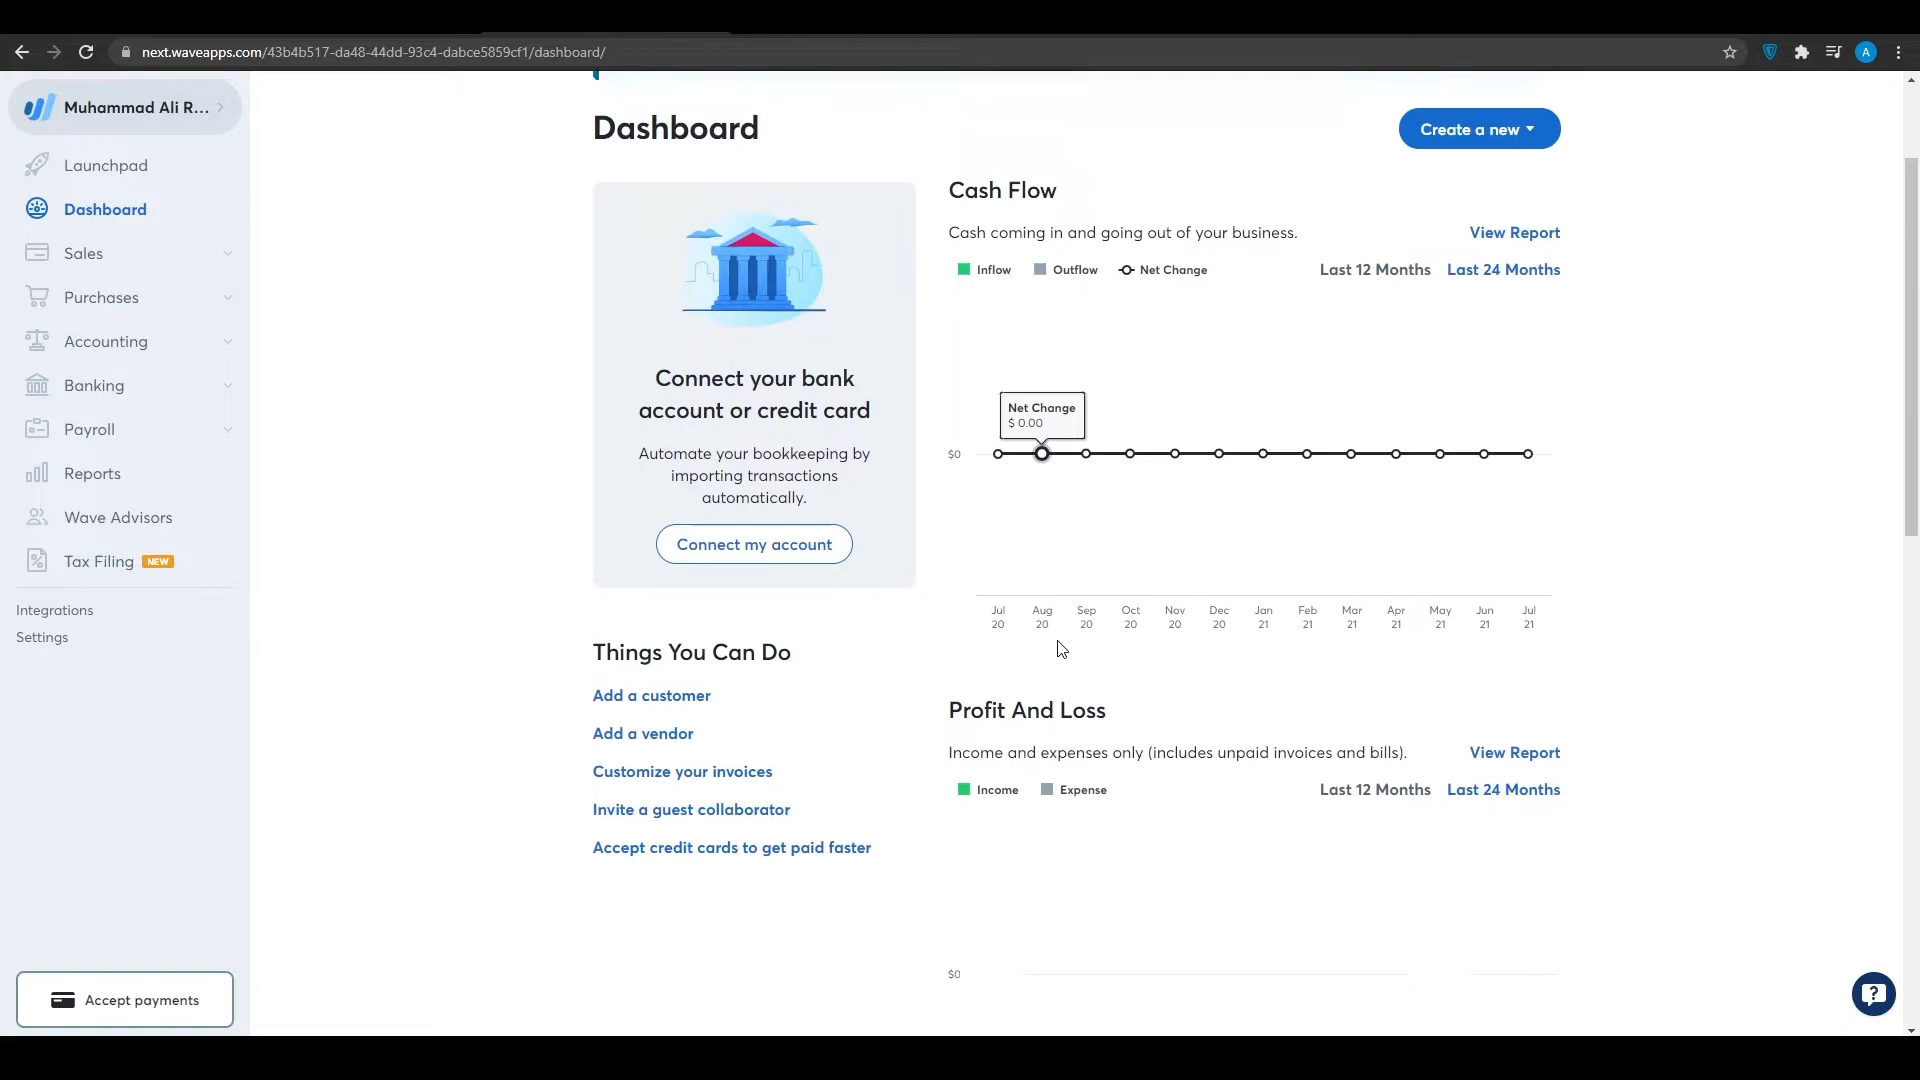 next.waveapps.com/43b4b517-da48-44dd-93c4-dabce5859cf1/dashboard/
A
Muhammad Ali R...
Launchpad
Dashboard
Sales
Purchases
Accounting
Banking
Payroll
Reports
Wave Advisors
Tax Filing NEW
Integrations
Settings
Accept payments
Dashboard
Create a new
Connect your bank
account or credit card
Automate your bookkeeping by
importing transactions
automatically.
Connect my account
Things You Can Do
Add a customer
Add a vendor
Customize your invoices
Invite a guest collaborator
Accept credit cards to get paid faster
Cash Flow
Cash coming in and going out of your business.
View Report
Inflow Outflow Net Change
Last 12 Months Last 24 Months
Net Change
$ 0.00
$0
Jul Aug Sep Oct Nov Dec Jan Feb Mar Apr May Jun Jul
20 20 20 20 20 20 21 21 21 21 21 21 21
Profit And Loss
Income and expenses only (includes unpaid invoices and bills).
View Report
Income Expense
Last 12 Months Last 24 Months
$0
?